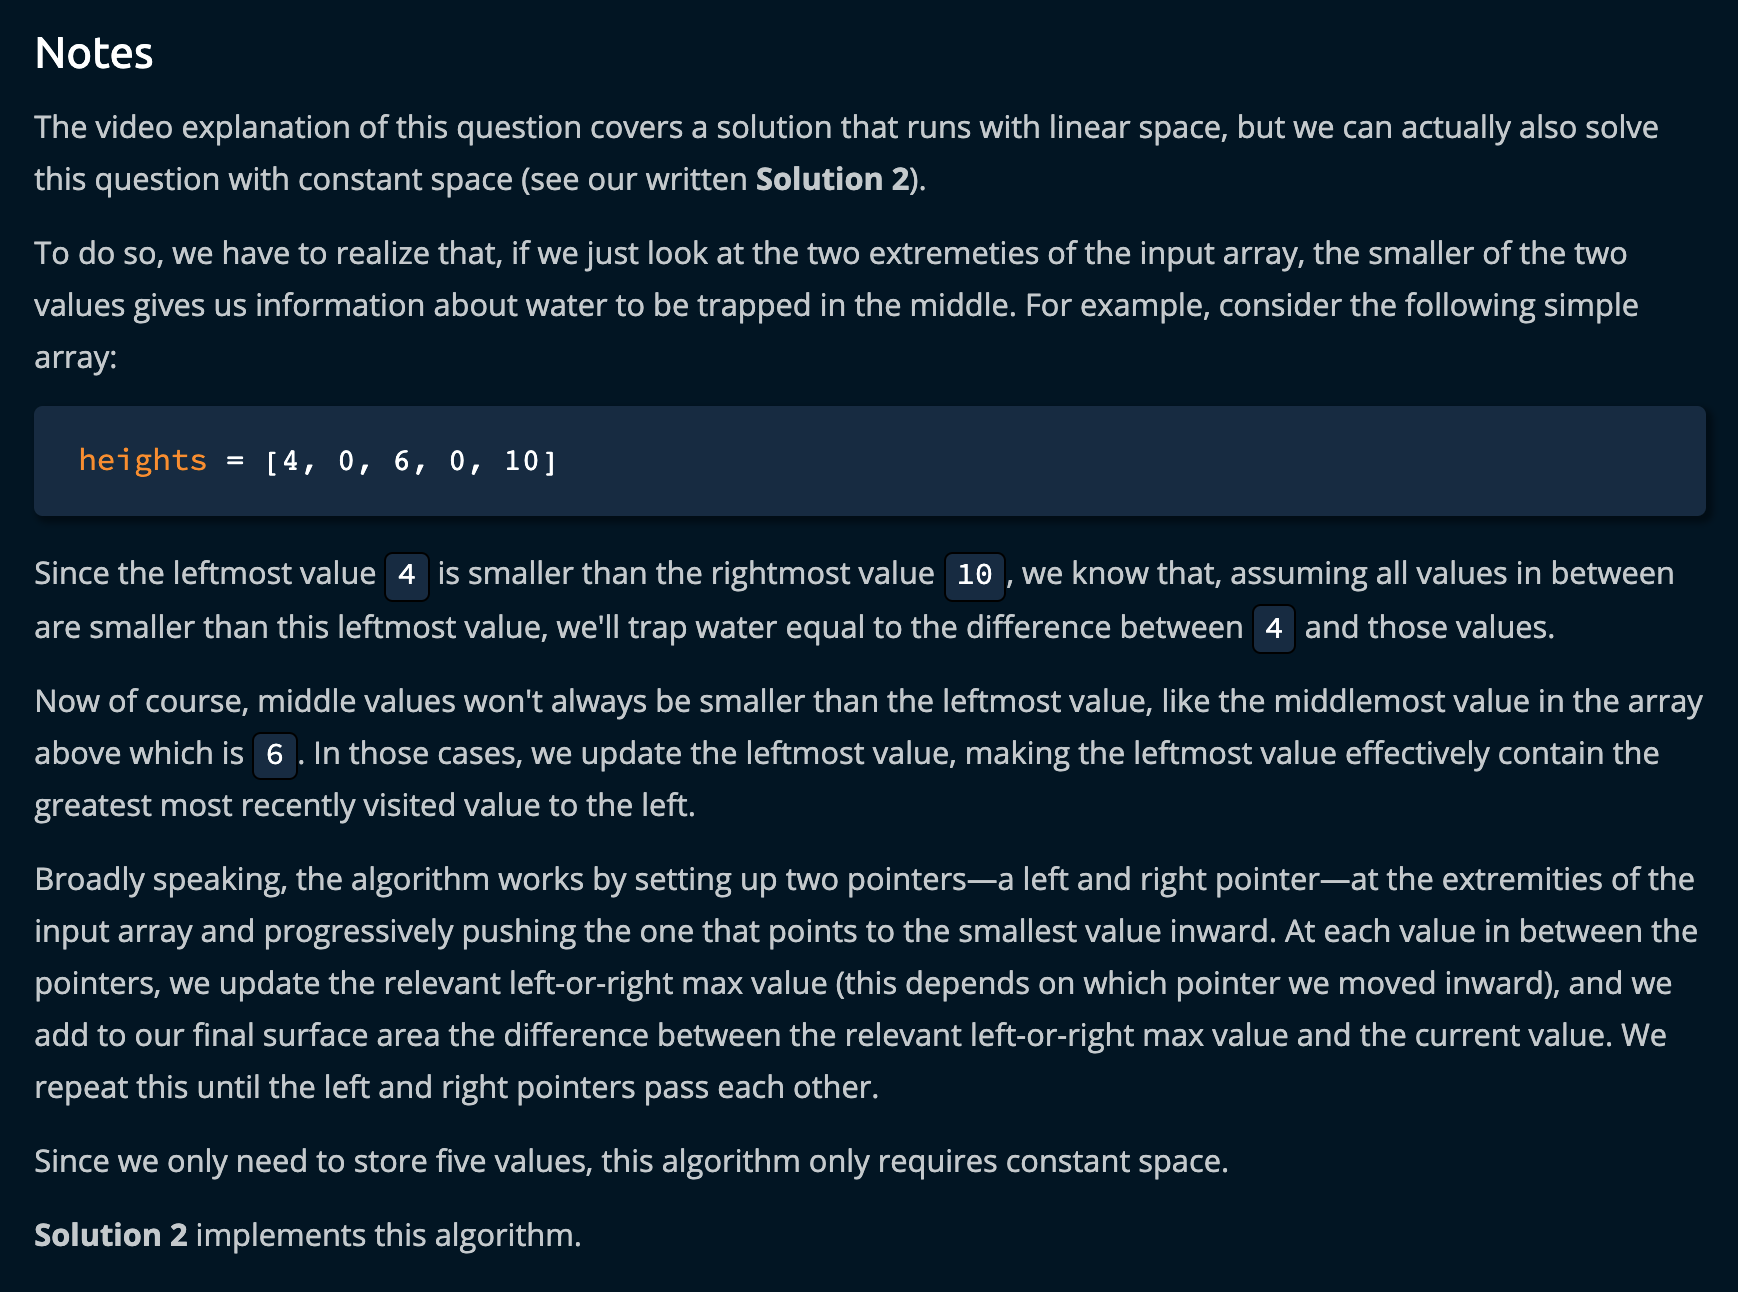 Notes
The video explanation of this question covers a solution that runs with linear space, but we can actually also solve
this question with constant space (see our written Solution 2).
To do so, we have to realize that, if we just look at the two extremeties of the input array, the smaller of the two
values gives us information about water to be trapped in the middle. For example, consider the following simple
array:
heights = [4, 0, 6, 0, 10]
Since the leftmost value 4 is smaller than the rightmost value 10, we know that, assuming all values in between
are smaller than this leftmost value, we'll trap water equal to the difference between 4 and those values.
Now of course, middle values won't always be smaller than the leftmost value, like the middlemost value in the array
above which is 6. In those cases, we update the leftmost value, making the leftmost value effectively contain the
greatest most recently visited value to the left.
Broadly speaking, the algorithm works by setting up two pointers—a left and right pointer—at the extremities of the
input array and progressively pushing the one that points to the smallest value inward. At each value in between the
pointers, we update the relevant left-or-right max value (this depends on which pointer we moved inward), and we
add to our final surface area the difference between the relevant left-or-right max value and the current value. We
repeat this until the left and right pointers pass each other.
Since we only need to store five values, this algorithm only requires constant space.
Solution 2 implements this algorithm.